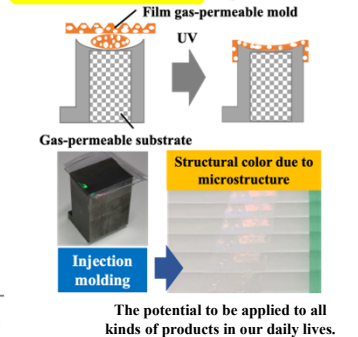 Film gas-permeable mold
UV
Gas-permeable substrate
Structural color due to
microstructure
Injection
molding
The potential to be applied to all
kinds of products in our daily lives.